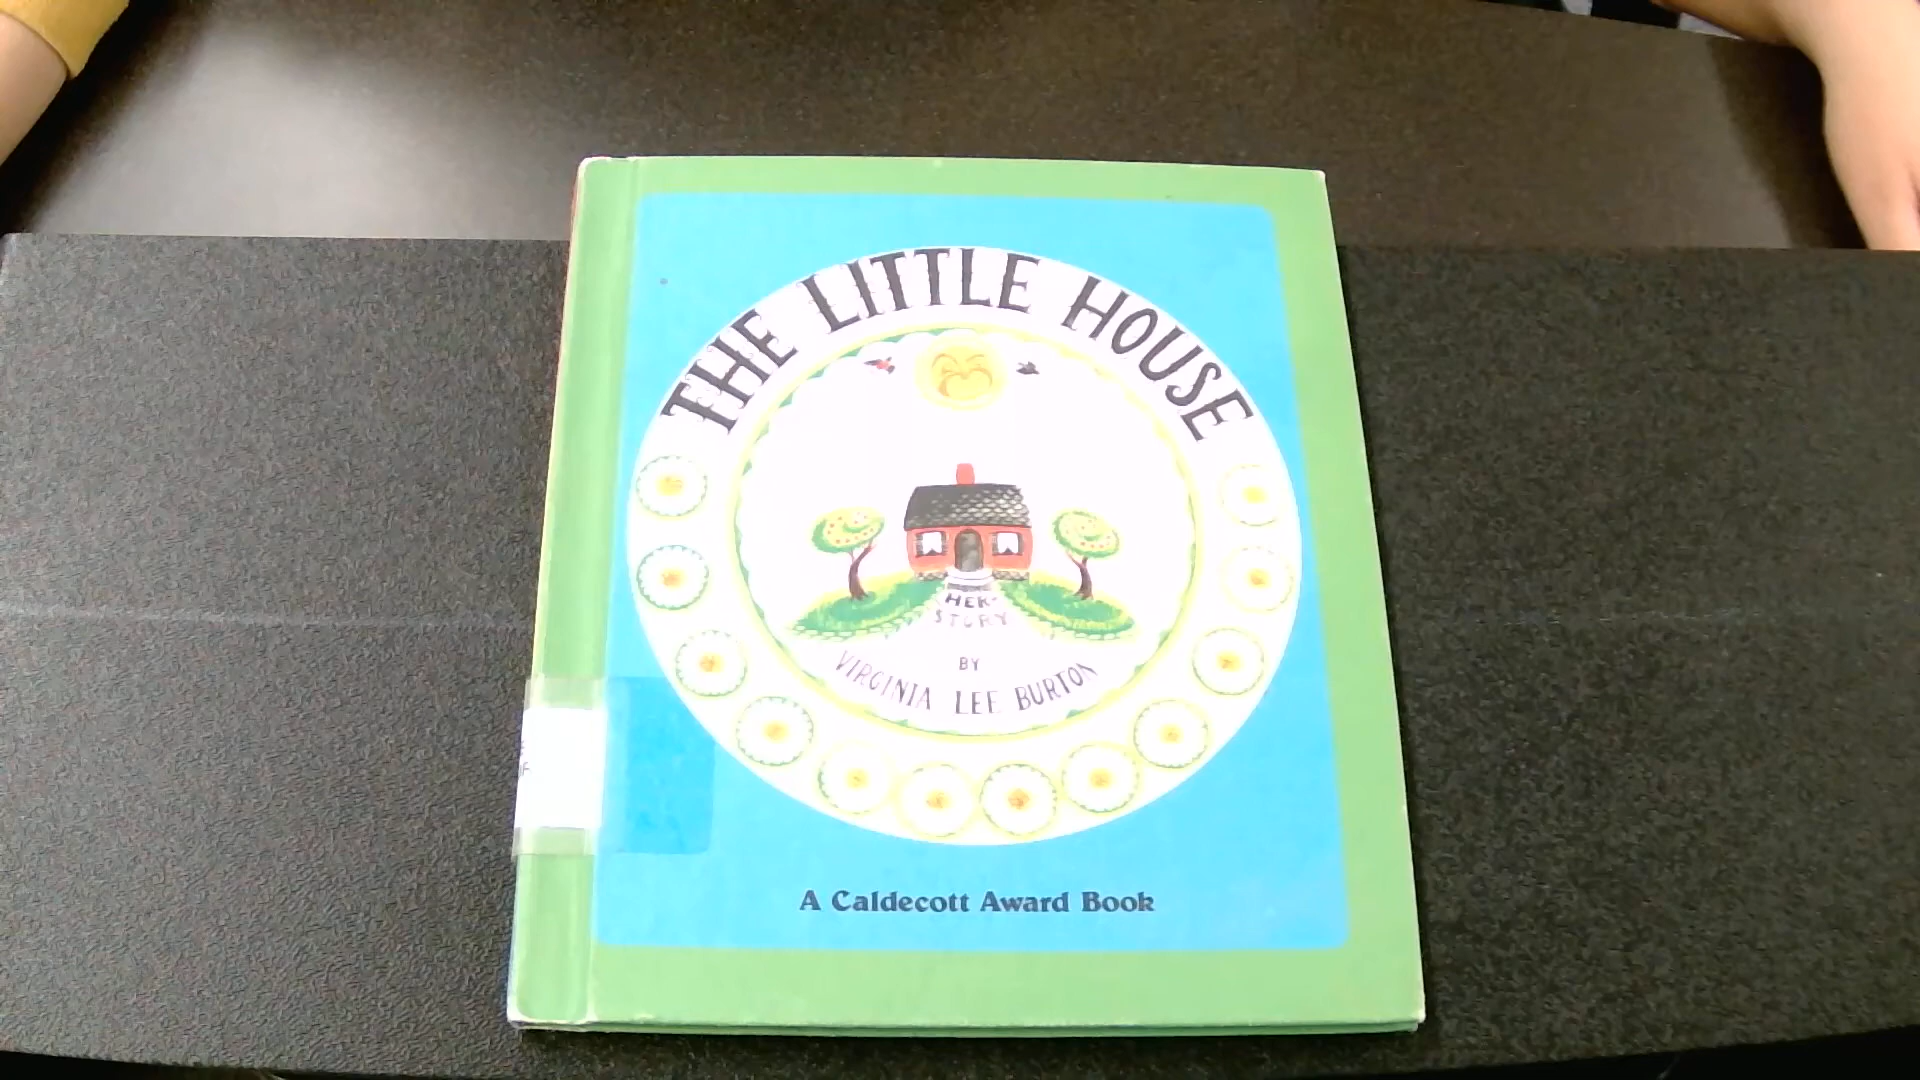 THE LITTLE HOUSE
HER-
STORY
BY
VIRGINIA LEE BURTON
A Caldecott Award Book